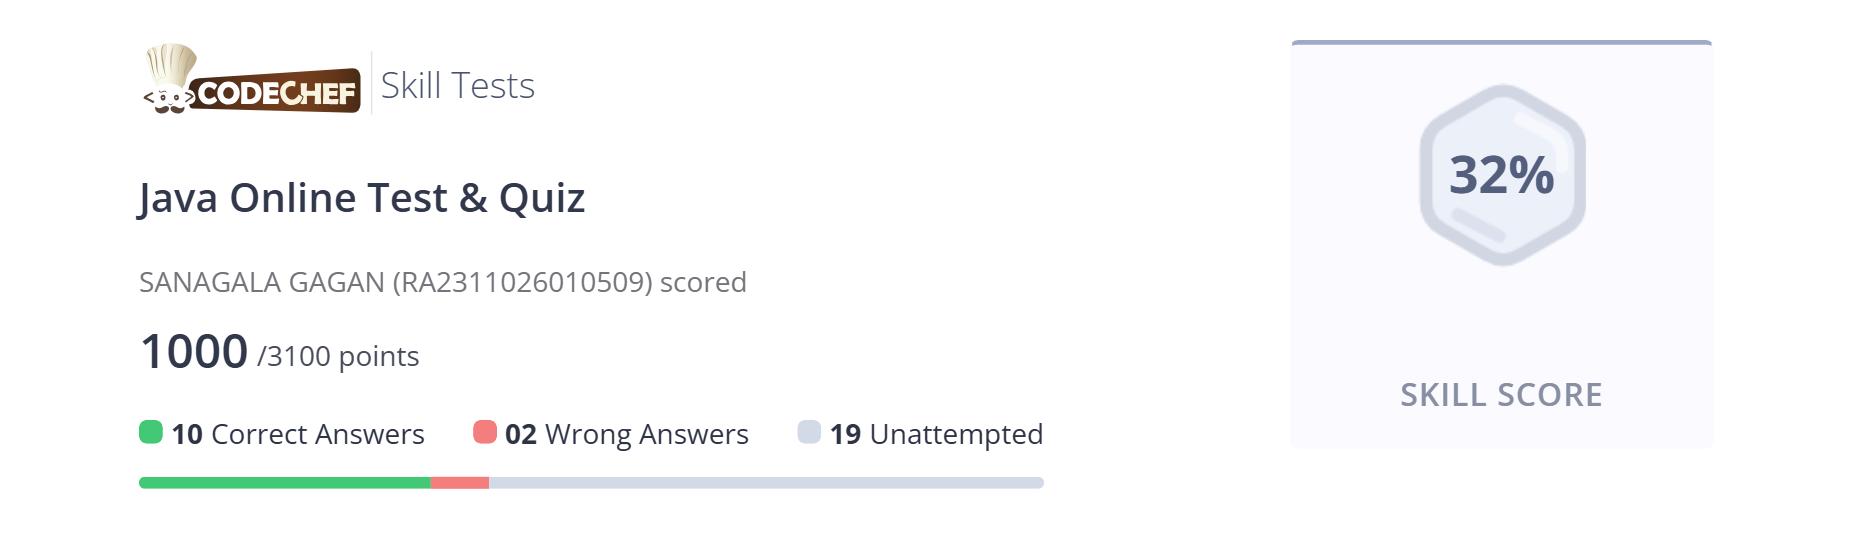 CODECHEF Skill Tests
Java Online Test & Quiz
SANAGALA GAGAN (RA2311026010509) scored
1000 /3100 points
10 Correct Answers 02 Wrong Answers 19 Unattempted
32%
SKILL SCORE